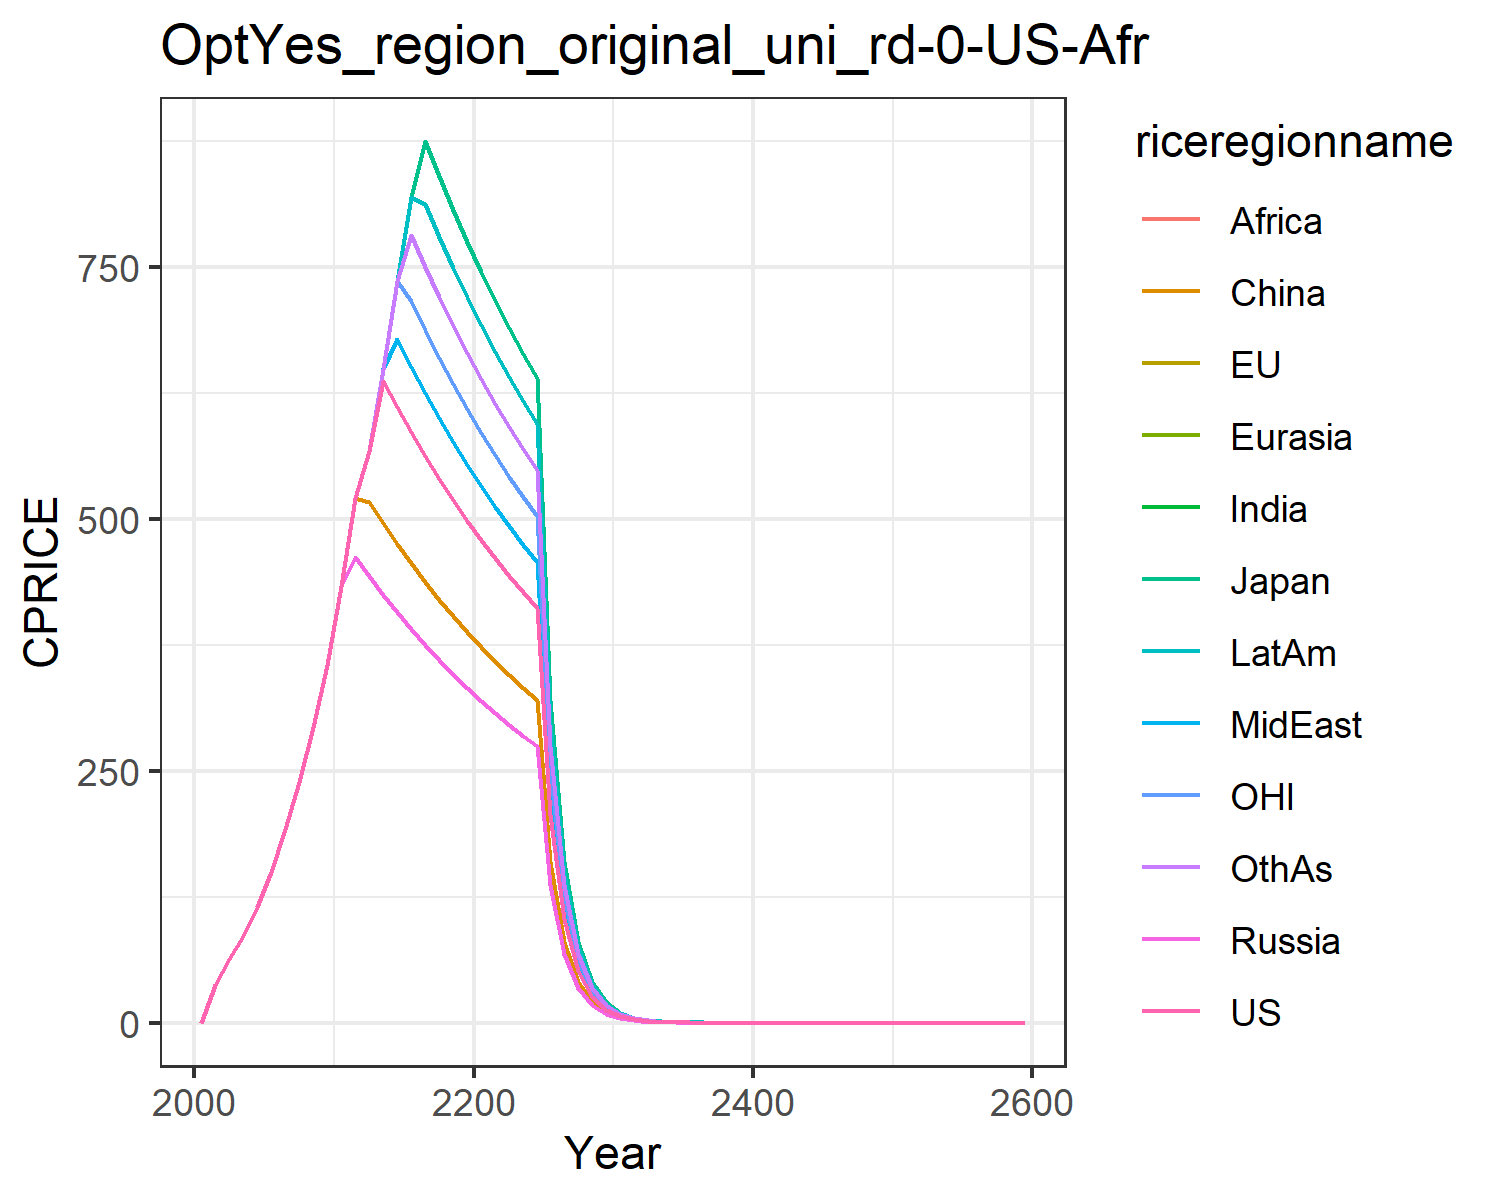 OptYes_region_original_uni_rd-0-US-Afr
riceregionname
Africa
China
EU
Eurasia
India
Japan
LatAm
MidEast
OHI
OthAs
Russia
US
CPRICE
750
500
250
0
2000 2200 2400 2600
Year